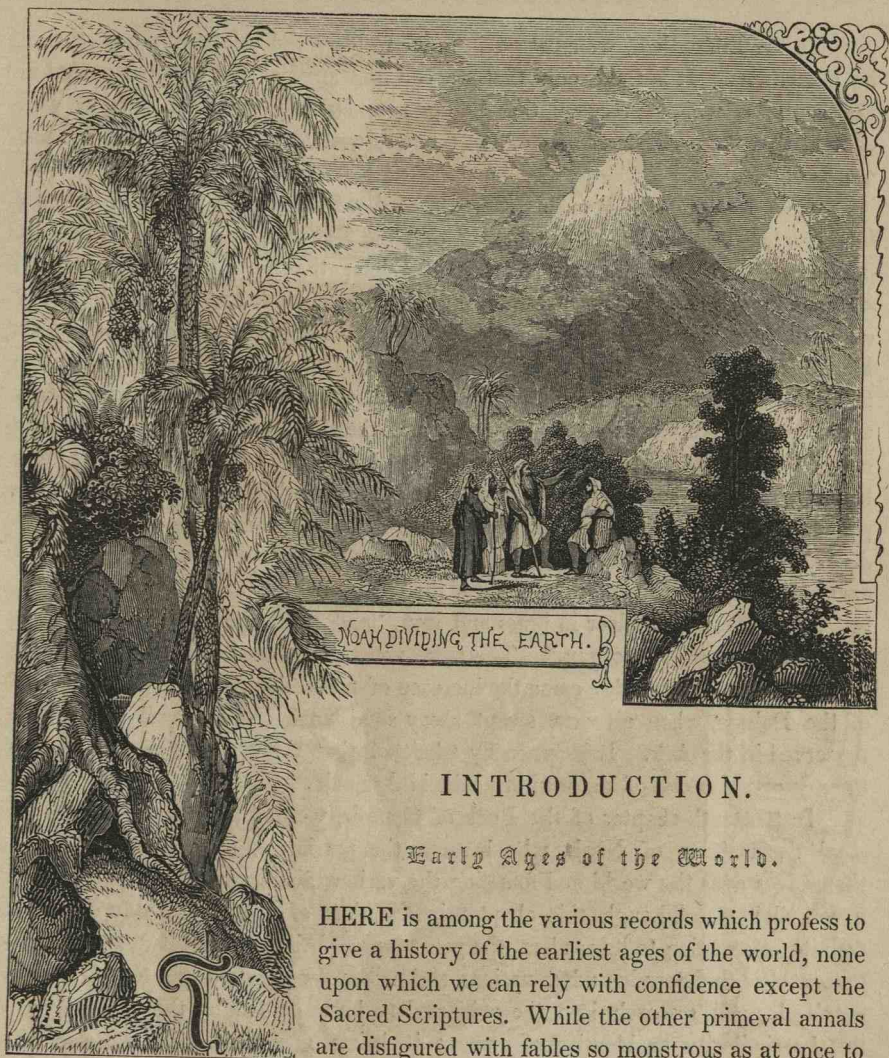 NOAH DIVIDING THE EARTH.
INTRODUCTION.
Early Ages of the World.
THERE is among the various records which profess to
give a history of the earliest ages of the world, none
upon which we can rely with confidence except the
Sacred Scriptures. While the other primeval annals
are disfigured with fables so monstrous as at once to